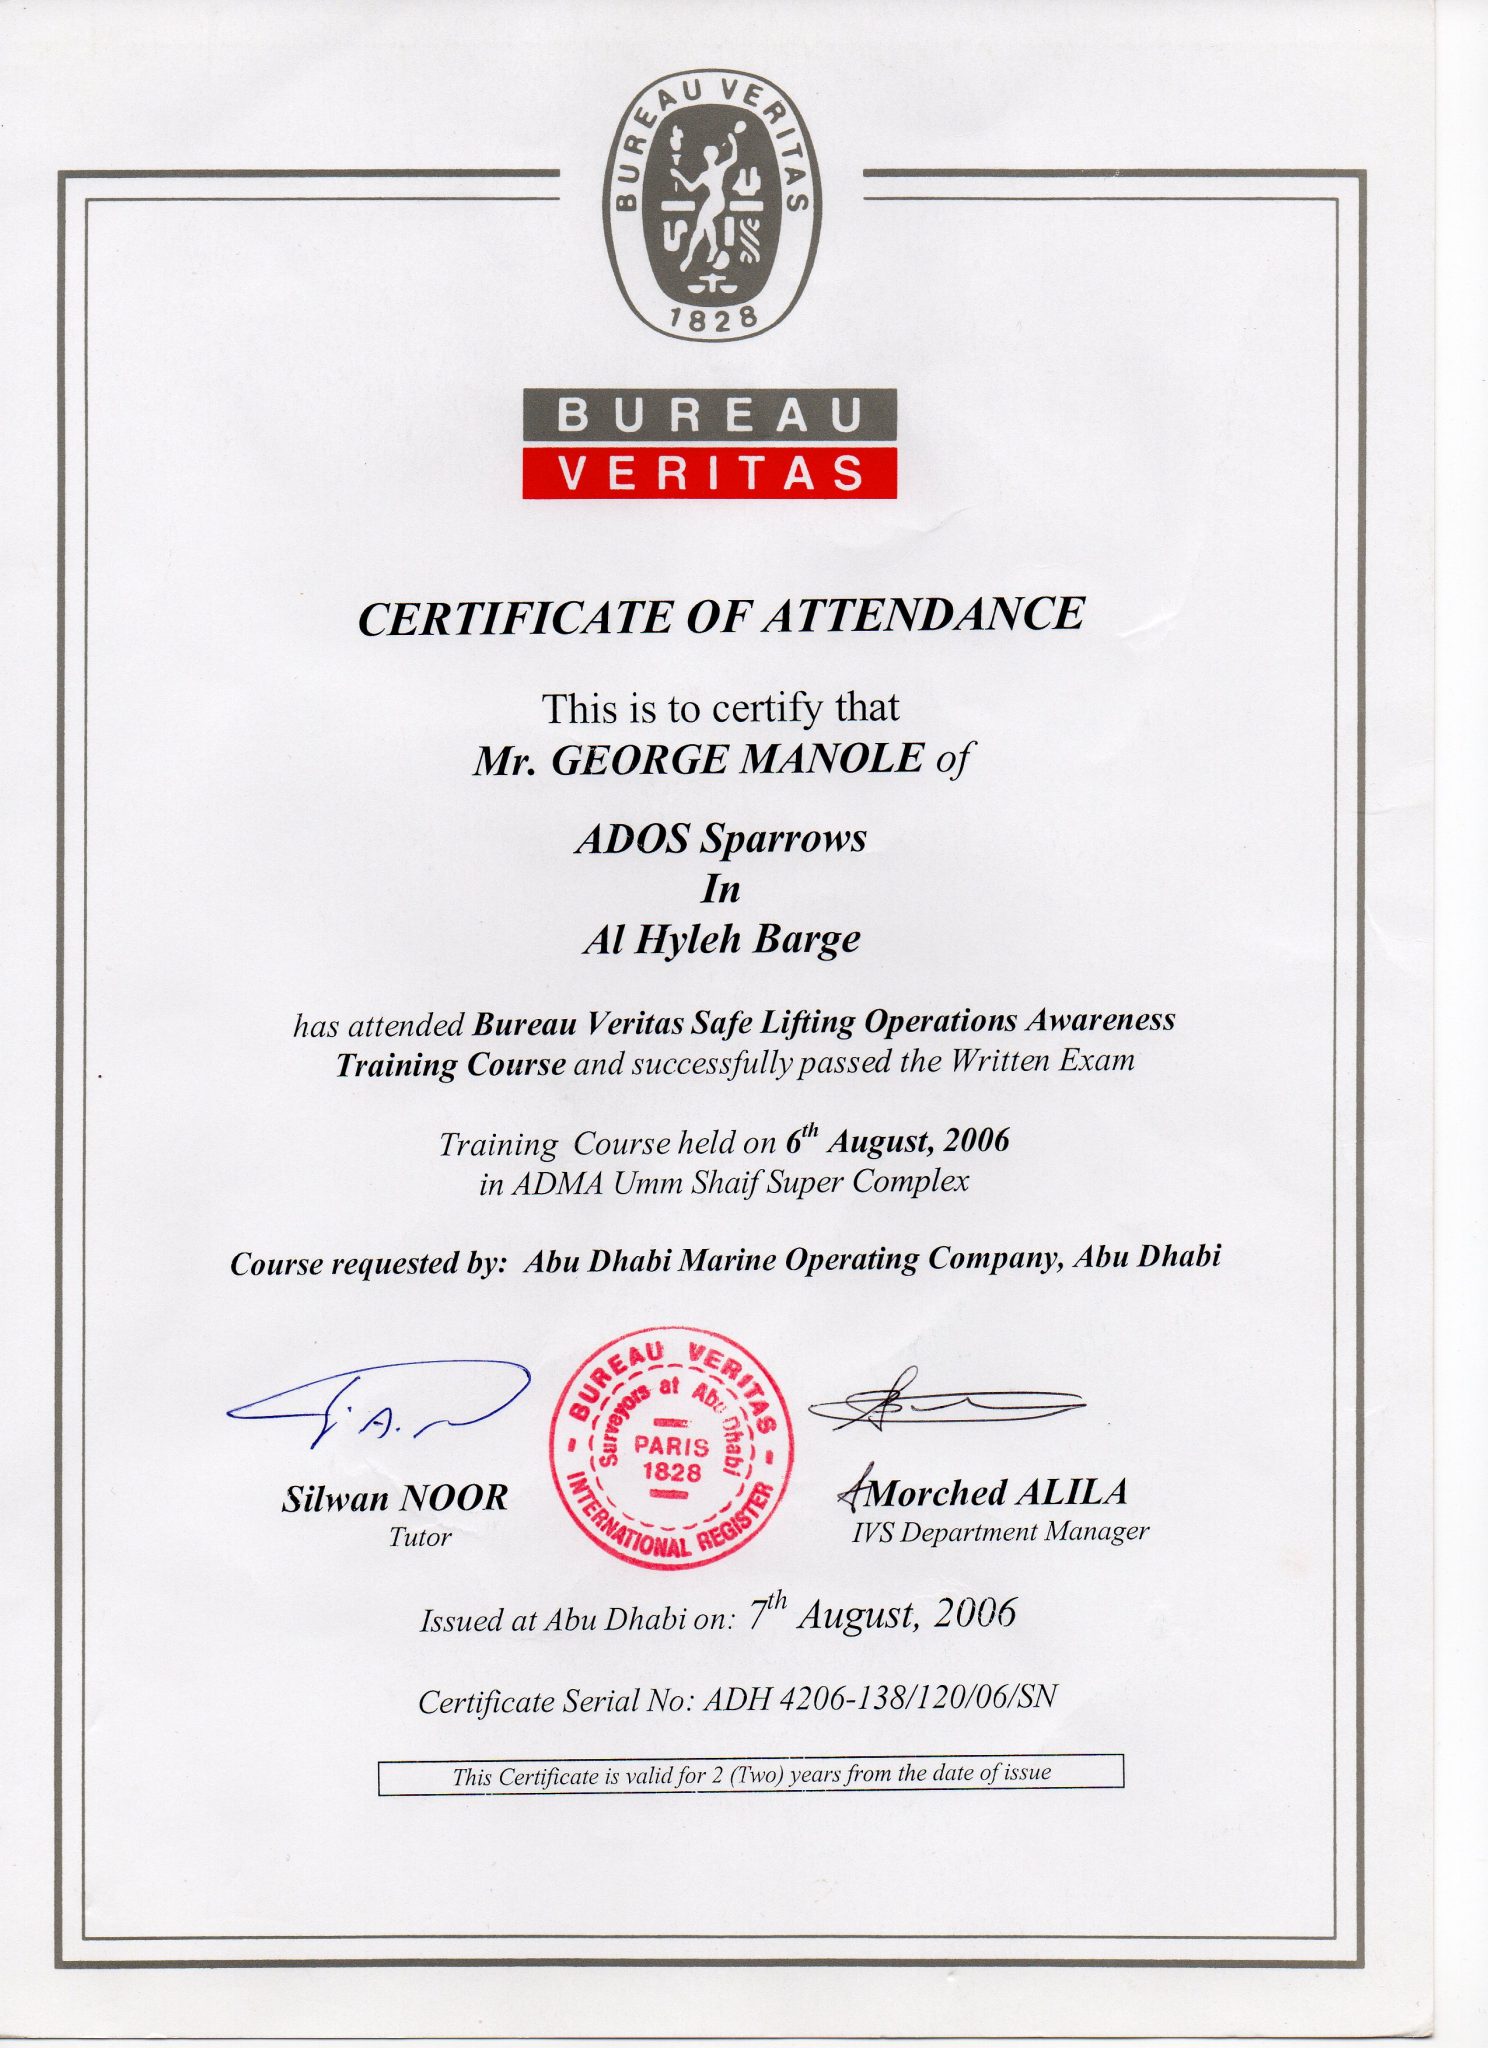 BUREAU VERITAS
1828
BUREAU
VERITAS
CERTIFICATE OF ATTENDANCE
This is to certify that
Mr. GEORGE MANOLE of
ADOS Sparrows
In
Al Hyleh Barge
has attended Bureau Veritas Safe Lifting Operations Awareness
Training Course and successfully passed the Written Exam
Training Course held on 6th August, 2006
in ADMA Umm Shaif Super Complex
Course requested by: Abu Dhabi Marine Operating Company, Abu Dhabi
BUREAU VERITAS
Surveyors at Abu Dhabi
PARIS
1828
INTERNATIONAL REGISTER
Silwan NOOR
Tutor
Morched ALILA
IVS Department Manager
Issued at Abu Dhabi on: 7th August, 2006
Certificate Serial No: ADH 4206-138/120/06/SN
This Certificate is valid for 2 (Two) years from the date of issue